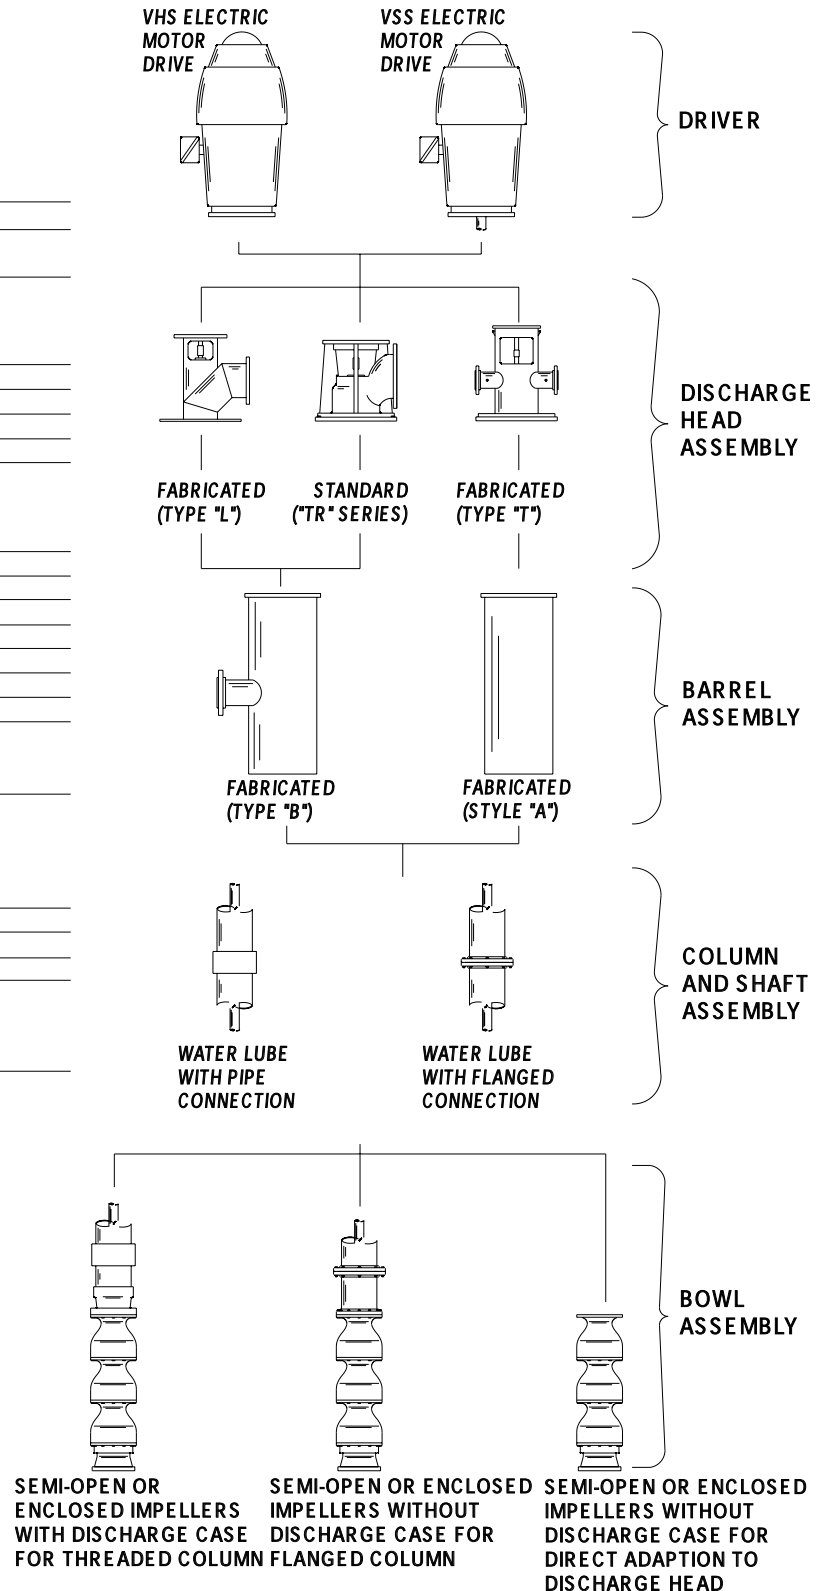 VHS ELECTRIC
MOTOR
DRIVE
VSS ELECTRIC
MOTOR
DRIVE
DRIVER
DISCHARGE
HEAD
ASSEMBLY
FABRICATED
(TYPE "L")
STANDARD
("TR" SERIES)
FABRICATED
(TYPE "T")
BARREL
ASSEMBLY
FABRICATED
(TYPE "B")
FABRICATED
(STYLE "A")
COLUMN
AND SHAFT
ASSEMBLY
WATER LUBE
WITH PIPE
CONNECTION
WATER LUBE
WITH FLANGED
CONNECTION
BOWL
ASSEMBLY
SEMI-OPEN OR
ENCLOSED IMPELLERS
WITH DISCHARGE CASE
FOR THREADED COLUMN
SEMI-OPEN OR ENCLOSED
IMPELLERS WITHOUT
DISCHARGE CASE FOR
FLANGED COLUMN
SEMI-OPEN OR ENCLOSED
IMPELLERS WITHOUT
DISCHARGE CASE FOR
DIRECT ADAPTION TO
DISCHARGE HEAD